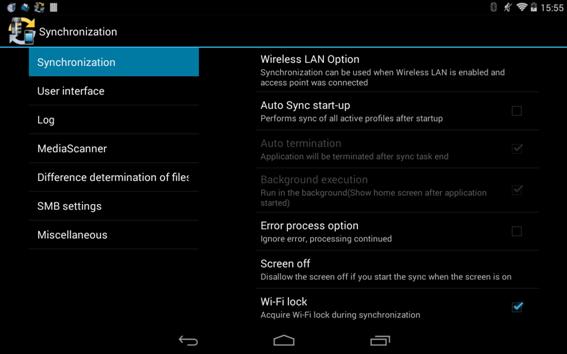 15:55
Synchronization
Synchronization
User interface
Log
MediaScanner
Difference determination of files
SMB settings
Miscellaneous
Wireless LAN Option
Synchronization can be used when Wireless LAN is enabled and
access point was connected
Auto Sync start-up
Performs sync of all active profiles after startup
Auto termination
Application will be terminated after sync task end
Background execution
Run in the background(Show home screen after application
started)
Error process option
Ignore error, processing continued
Screen off
Disallow the screen off if you start the sync when the screen is on
Wi-Fi lock
Acquire Wi-Fi lock during synchronization